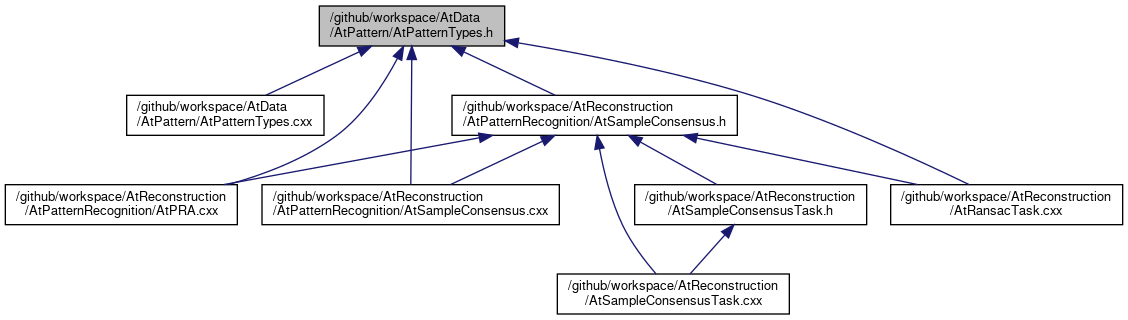 /github/workspace/AtData
/AtPattern/AtPatternTypes.h
/github/workspace/AtData
/AtPattern/AtPatternTypes.cxx
/github/workspace/AtReconstruction
/AtPatternRecognition/AtSampleConsensus.h
/github/workspace/AtReconstruction
/AtPatternRecognition/AtPRA.cxx
/github/workspace/AtReconstruction
/AtPatternRecognition/AtSampleConsensus.cxx
/github/workspace/AtReconstruction
/AtSampleConsensusTask.h
/github/workspace/AtReconstruction
/AtRansacTask.cxx
/github/workspace/AtReconstruction
/AtSampleConsensusTask.cxx